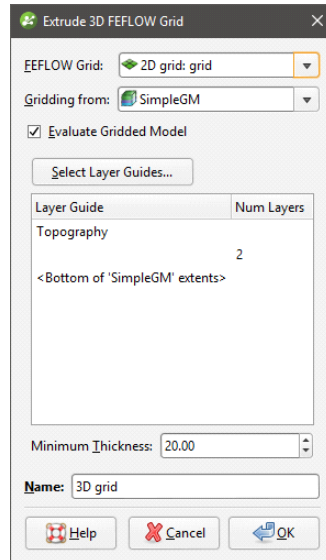 Extrude 3D FEFLOW Grid
FEFLOW Grid: 2D grid: grid
Gridding from: SimpleGM
Evaluate Gridded Model
Select Layer Guides...
Layer Guide Num Layers
Topography
2
<Bottom of 'SimpleGM' extents>
Minimum Thickness: 20.00
Name: 3D grid
Help Cancel OK